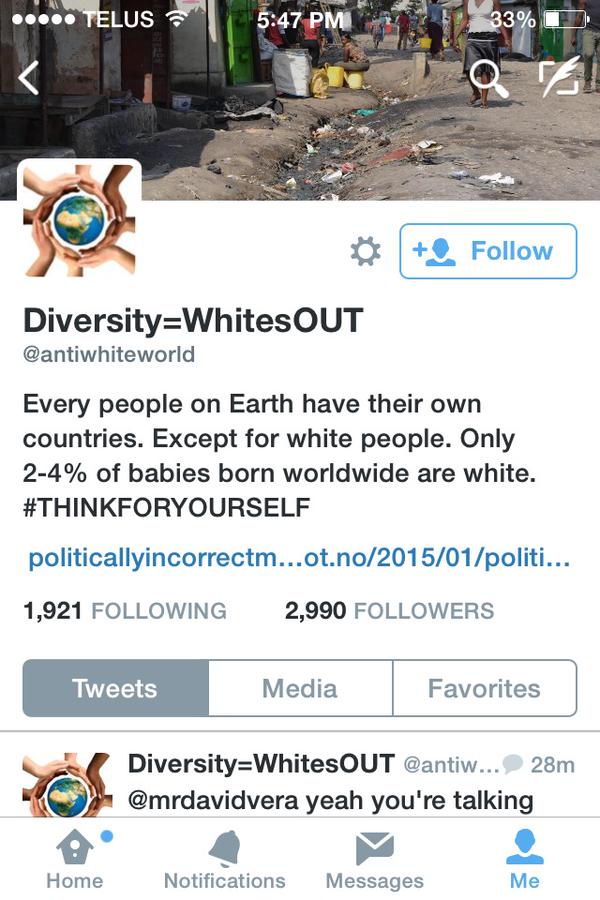 TELUS 5:47 PM 33%
Follow
Diversity=WhitesOUT
@antiwhiteworld
Every people on Earth have their own
countries. Except for white people. Only
2-4% of babies born worldwide are white.
#THINKFORYOURSELF
politicallyincorrectm...ot.no/2015/01/politi...
1,921 FOLLOWING 2,990 FOLLOWERS
Tweets Media Favorites
Diversity=WhitesOUT @antiw... 28m
@mrdavidvera yeah you're talking
Home Notifications Messages Me